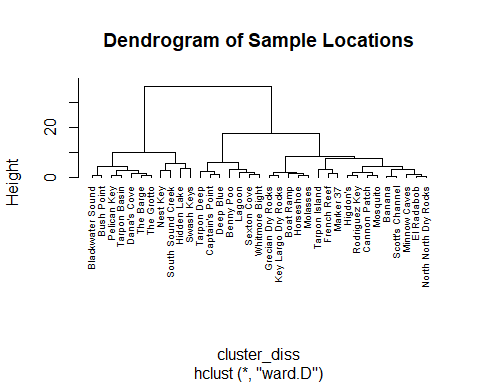 Dendrogram of Sample Locations
Height
0
20
Blackwater Sound
Bush Point
Pelican Key
Tarpon Basin
Dana's Cove
The Barge
The Grotto
Nest Key
South Sound Creek
Hidden Lake
Swash Keys
Tarpon Deep
Captain's Point
Deep Blue
Benny Poo
Lagoon
Sexton Cove
Whitmore Bight
Grecian Dry Rocks
Key Largo Dry Rocks
Boat Ramp
Horseshoe
Molasses
Tarpon Island
French Reef
Maker 37
Higdon's
Rodriguez Key
Cannon Patch
Mosquito
Banana
Scott's Channel
Minnow Caves
El Radabob
North North Dry Rocks
cluster_diss
hclust (*, "ward.D")